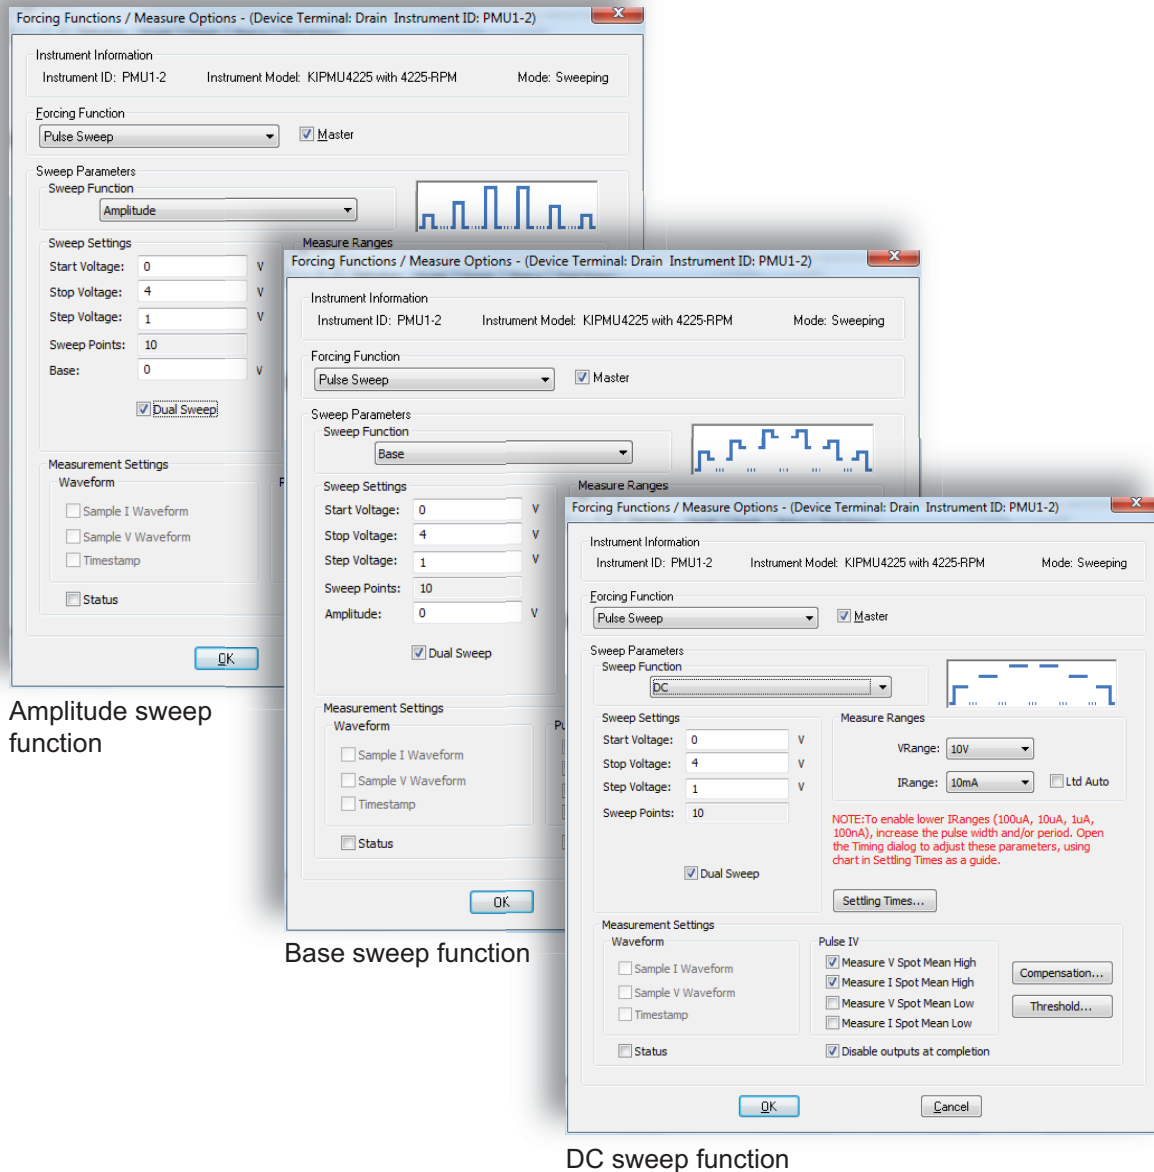 Forcing Functions / Measure Options - (Device Terminal: Drain  Instrument ID: PMU1-2)
Instrument Information
Instrument ID: PMU1-2 Instrument Model: KIPMU4225 with 4225-RPM Mode: Sweeping
Forcing Function
Pulse Sweep Master
Sweep Parameters
Sweep Function
Amplitude
Sweep Settings Measure Ranges
Start Voltage: 0 V
Stop Voltage: 4 V
Step Voltage: 1 V
Sweep Points: 10
Base: 0 V
Dual Sweep
Measurement Settings
Waveform
Sample I Waveform
Sample V Waveform
Timestamp
Status
OK
Amplitude sweep
function
Forcing Functions / Measure Options - (Device Terminal: Drain  Instrument ID: PMU1-2)
Instrument Information
Instrument ID: PMU1-2 Instrument Model: KIPMU4225 with 4225-RPM Mode: Sweeping
Forcing Function
Pulse Sweep Master
Sweep Parameters
Sweep Function
Base
Sweep Settings Measure Ranges
Start Voltage: 0 V
Stop Voltage: 4 V
Step Voltage: 1 V
Sweep Points: 10
Amplitude: 0 V
Dual Sweep
Measurement Settings
Waveform
Sample I Waveform
Sample V Waveform
Timestamp
Status
OK
Base sweep function
Forcing Functions / Measure Options - (Device Terminal: Drain  Instrument ID: PMU1-2)
Instrument Information
Instrument ID: PMU1-2 Instrument Model: KIPMU4225 with 4225-RPM Mode: Sweeping
Forcing Function
Pulse Sweep Master
Sweep Parameters
Sweep Function
DC
Sweep Settings
Start Voltage: 0 V
Stop Voltage: 4 V
Step Voltage: 1 V
Sweep Points: 10
Dual Sweep
Measure Ranges
VRange: 10V
IRange: 10mA Ltd Auto
NOTE:To enable lower IRanges (100uA, 10uA, 1uA,
100nA), increase the pulse width and/or period. Open
the Timing dialog to adjust these parameters, using
chart in Settling Times as a guide.
Settling Times...
Measurement Settings
Waveform
Sample I Waveform
Sample V Waveform
Timestamp
Status
Pulse IV
Measure V Spot Mean High
Measure I Spot Mean High
Measure V Spot Mean Low
Measure I Spot Mean Low
Disable outputs at completion
Compensation...
Threshold...
OK Cancel
DC sweep function